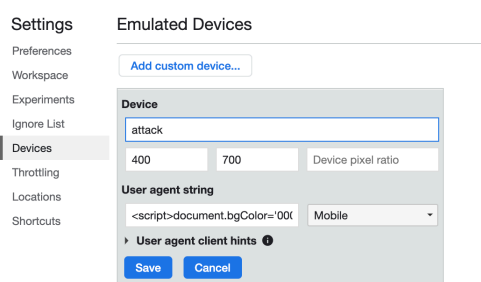 Settings
Preferences
Workspace
Experiments
Ignore List
Devices
Throttling
Locations
Shortcuts
Emulated Devices
Add custom device...
Device
attack
400 700 Device pixel ratio
User agent string
<script>document.bgColor='00( Mobile
User agent client hints
Save Cancel